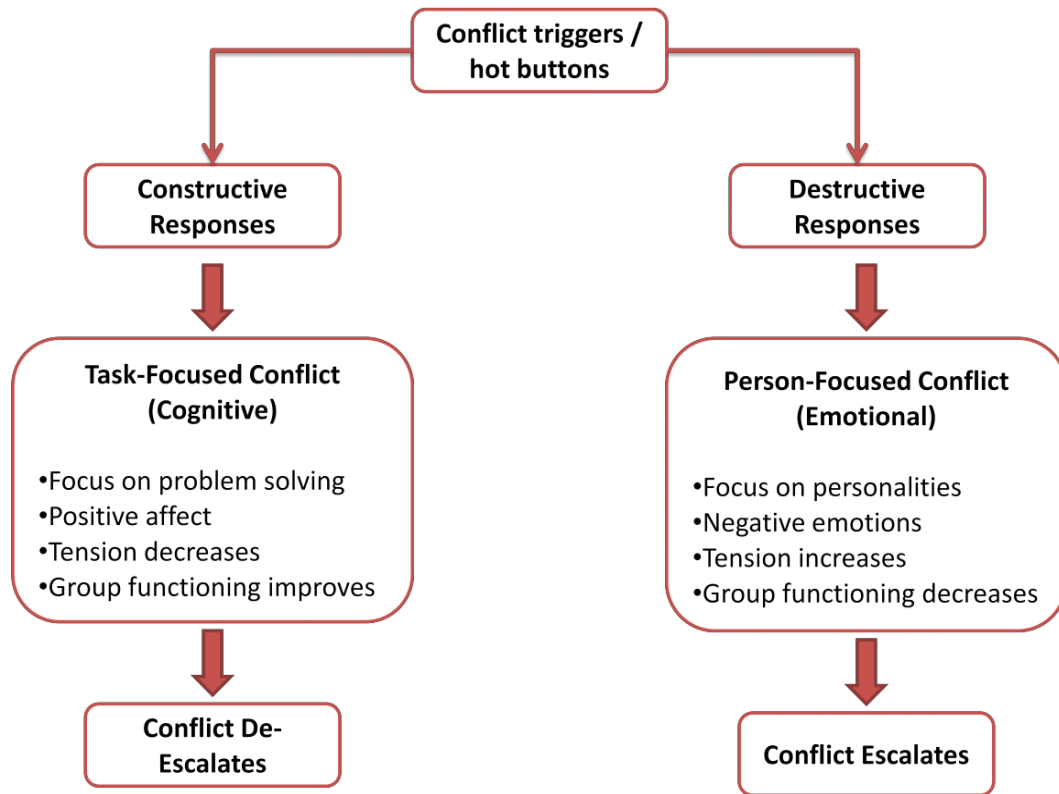 Conflict triggers /
hot buttons
Constructive
Responses
Task-Focused Conflict
(Cognitive)
•Focus on problem solving
•Positive affect
•Tension decreases
•Group functioning improves
Conflict De-
Escalates
Destructive
Responses
Person-Focused Conflict
(Emotional)
•Focus on personalities
•Negative emotions
•Tension increases
•Group functioning decreases
Conflict Escalates